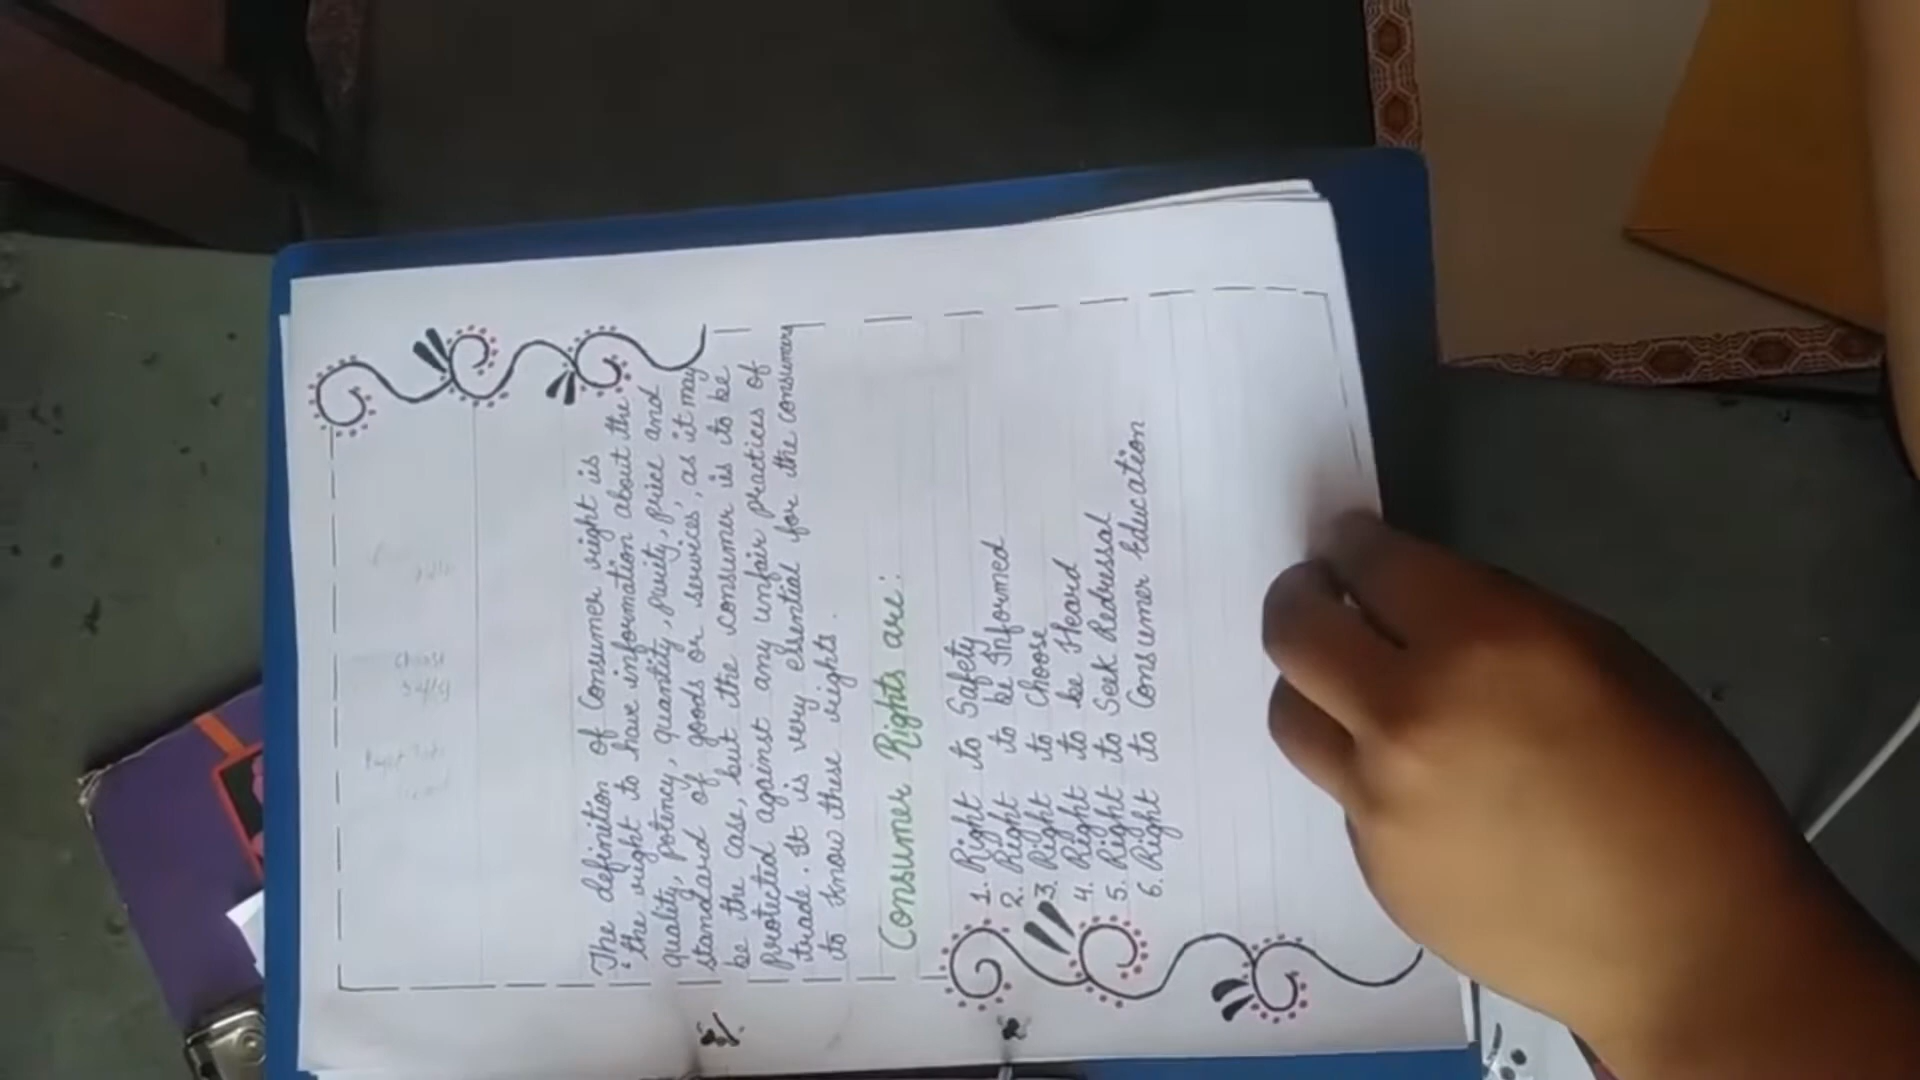 The definition of Consumer right is
'the right to have information about the
quality, potency, quantity, purity, price and
standard of goods or services, as it may
be the case, but the consumer is to be
protected against any unfair practices of
trade. It is very essential for the consumers
to know these rights.
Consumer Rights are:
1. Right to Safety
2. Right to be Informed
3. Right to Choose
4. Right to be Heard
5. Right to Seek Redressal
6. Right to Consumer Education